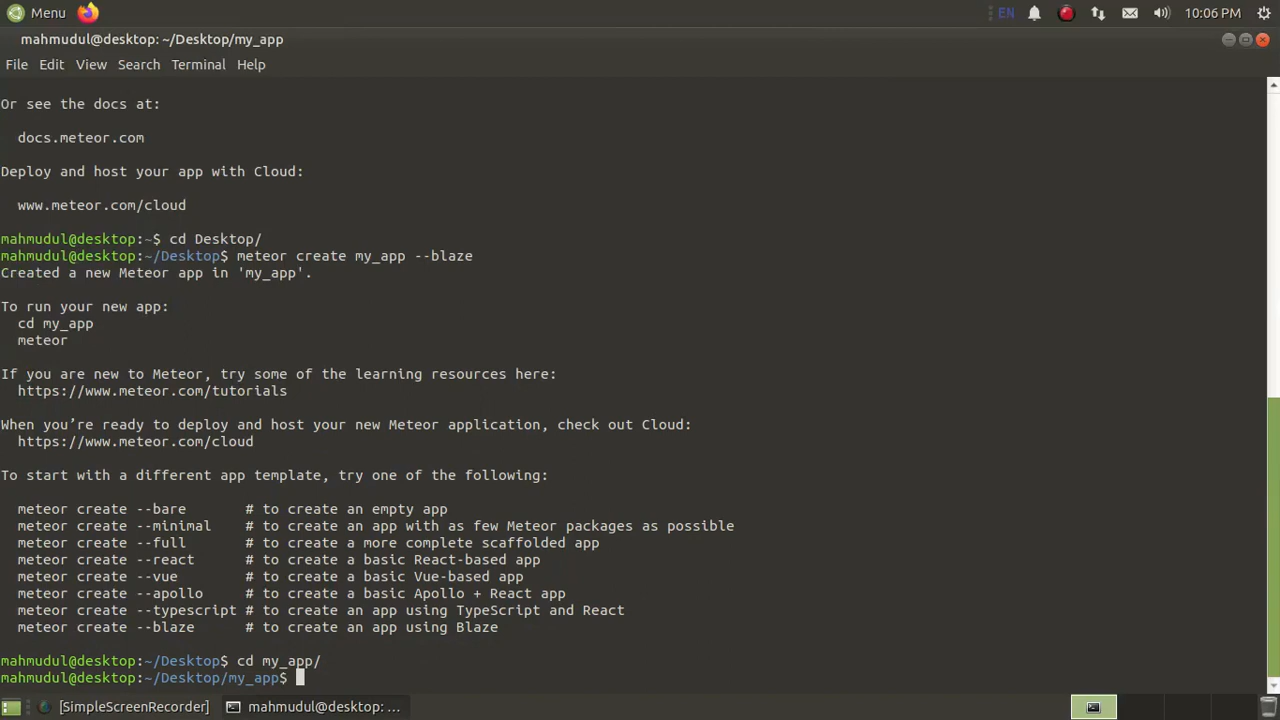 Menu
EN
10:06 PM
mahmudul@desktop: ~/Desktop/my_app
File Edit View Search Terminal Help
Or see the docs at:
docs.meteor.com
Deploy and host your app with Cloud:
www.meteor.com/cloud
mahmudul@desktop:~$ cd Desktop/
mahmudul@desktop:~/Desktop$ meteor create my_app --blaze
Created a new Meteor app in 'my_app'.
To run your new app:
cd my_app
meteor
If you are new to Meteor, try some of the learning resources here:
https://www.meteor.com/tutorials
When you’re ready to deploy and host your new Meteor application, check out Cloud:
https://www.meteor.com/cloud
To start with a different app template, try one of the following:
meteor create --bare # to create an empty app
meteor create --minimal # to create an app with as few Meteor packages as possible
meteor create --full # to create a more complete scaffolded app
meteor create --react # to create a basic React-based app
meteor create --vue # to create a basic Vue-based app
meteor create --apollo # to create a basic Apollo + React app
meteor create --typescript # to create an app using TypeScript and React
meteor create --blaze # to create an app using Blaze
mahmudul@desktop:~/Desktop$ cd my_app/
mahmudul@desktop:~/Desktop/my_app$
[SimpleScreenRecorder]
mahmudul@desktop: ~/...